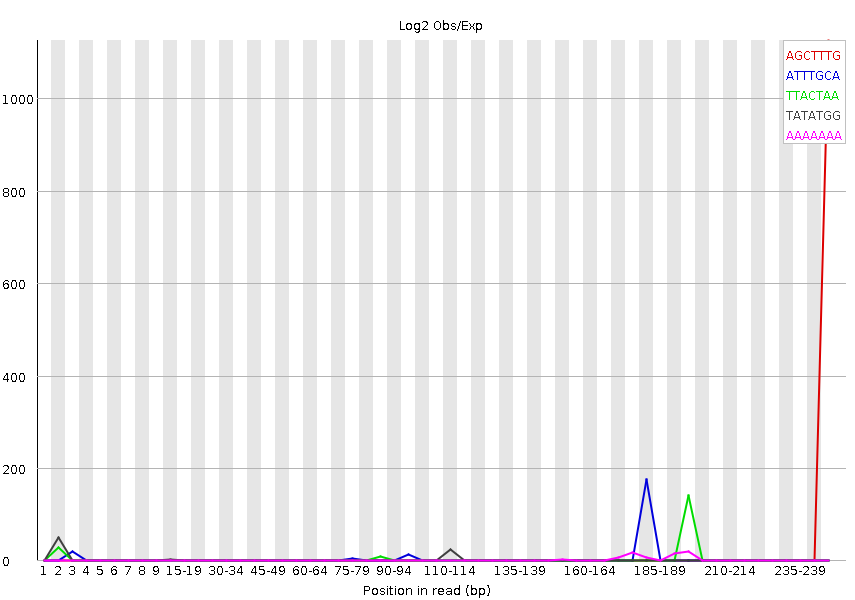 Log2 Obs/Exp
AGCTTTG
ATTTGCA
TTACTAA
TATATGG
AAAAAAA
1000
800
600
400
200
0
1 2 3 4 5 6 7 8 9 15-19 30-34 45-49 60-64 75-79 90-94 110-114 135-139 160-164 185-189 210-214 235-239
Position in read (bp)